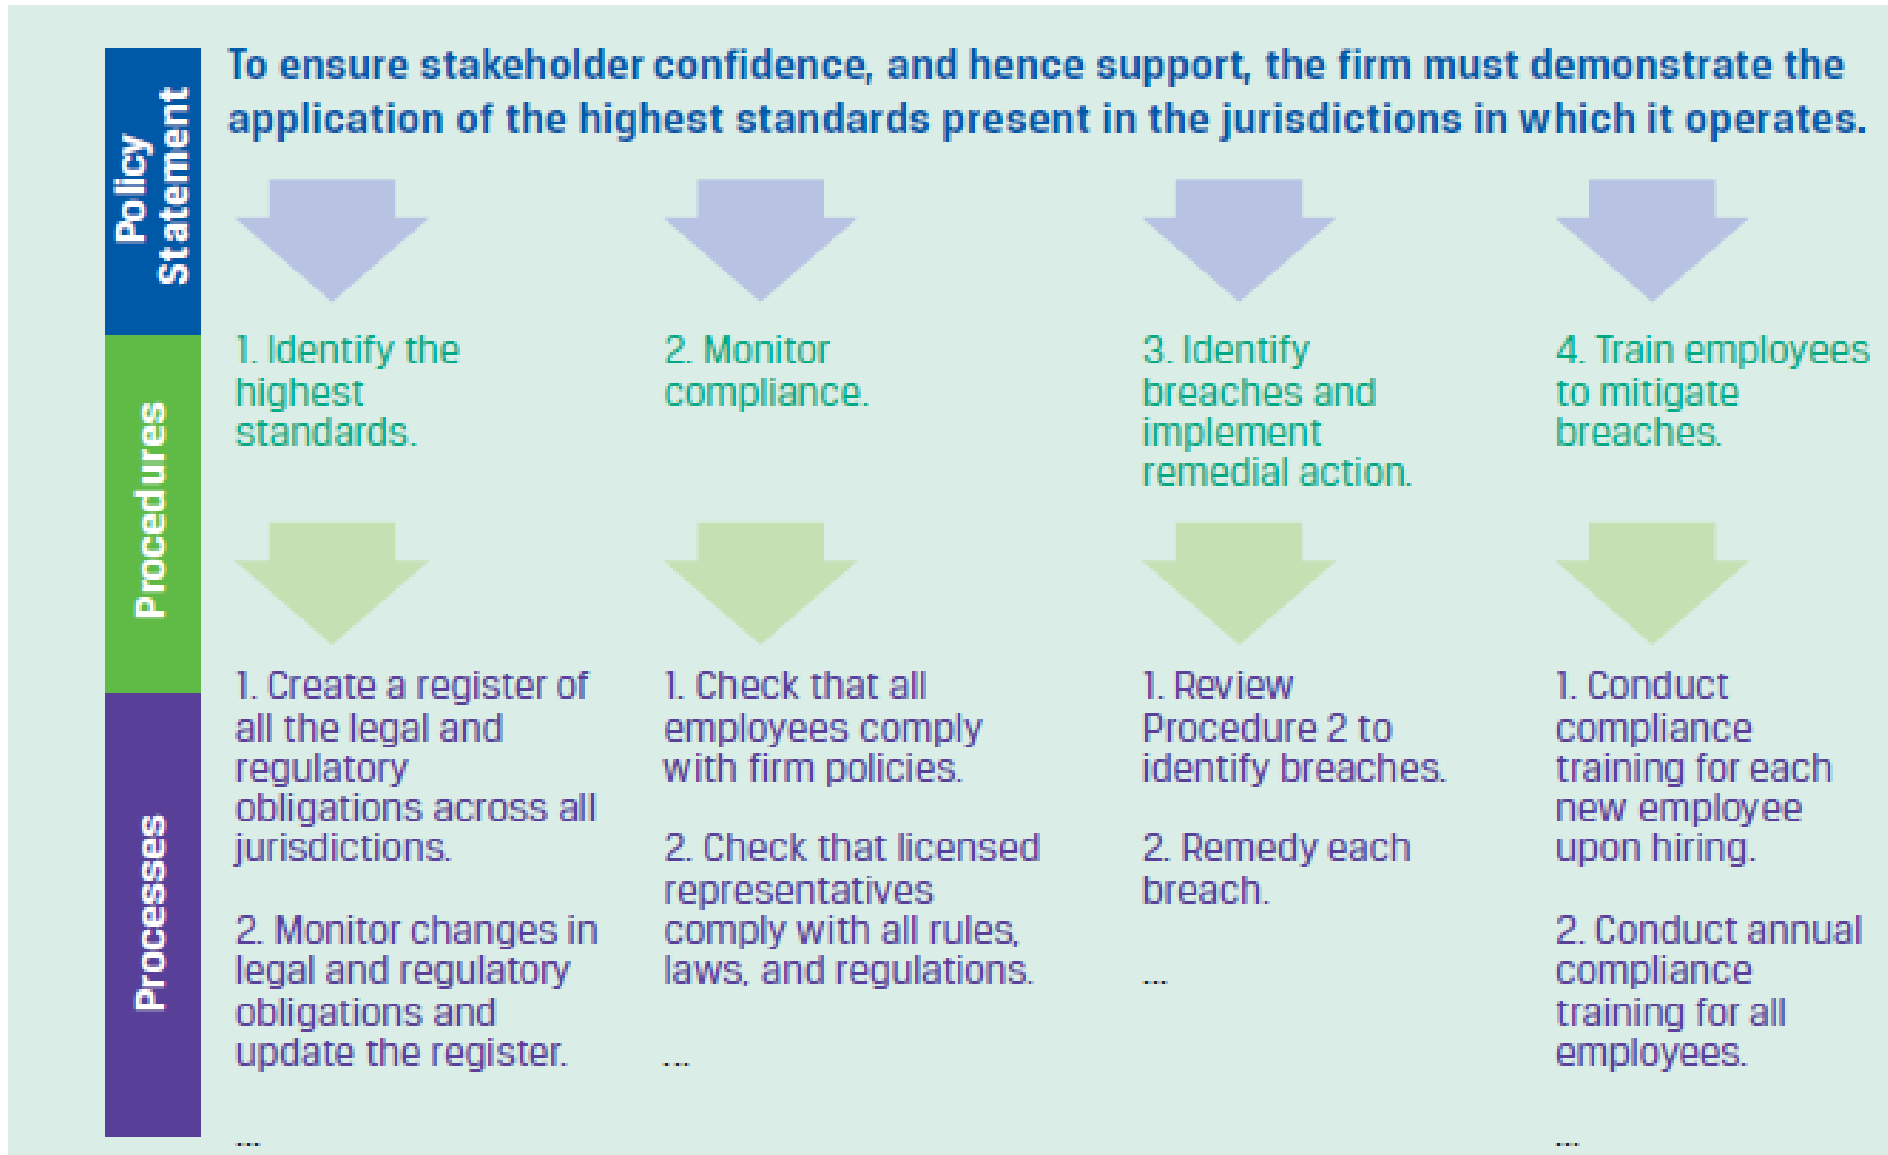 Policy
Statement
To ensure stakeholder confidence, and hence support, the firm must demonstrate the
application of the highest standards present in the jurisdictions in which it operates.
Procedures
1. Identify the
highest
standards.
2. Monitor
compliance.
3. Identify
breaches and
implement
remedial action.
4. Train employees
to mitigate
breaches.
Processes
1. Create a register of
all the legal and
regulatory
obligations across all
jurisdictions.
2. Monitor changes in
legal and regulatory
obligations and
update the register.
...
1. Check that all
employees comply
with firm policies.
2. Check that licensed
representatives
comply with all rules,
laws, and regulations.
...
1. Review
Procedure 2 to
identify breaches.
2. Remedy each
breach.
...
1. Conduct
compliance
training for each
new employee
upon hiring.
2. Conduct annual
compliance
training for all
employees.
...